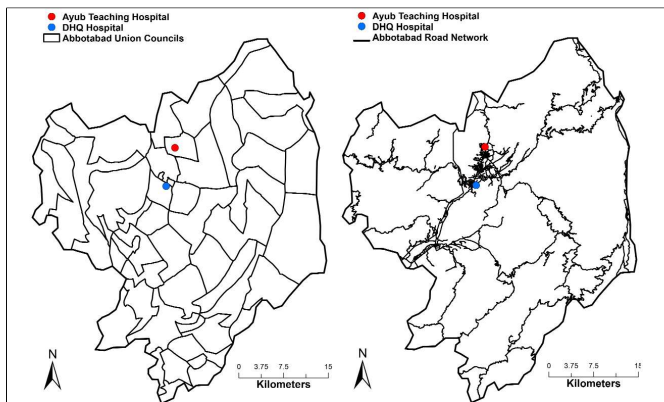 Ayub Teaching Hospital
DHQ Hospital
Abbotabad Union Councils
N
0 3.75 7.5 15
Kilometers
Ayub Teaching Hospital
DHQ Hospital
Abbotabad Road Network
N
0 3.75 7.5
Kilometers